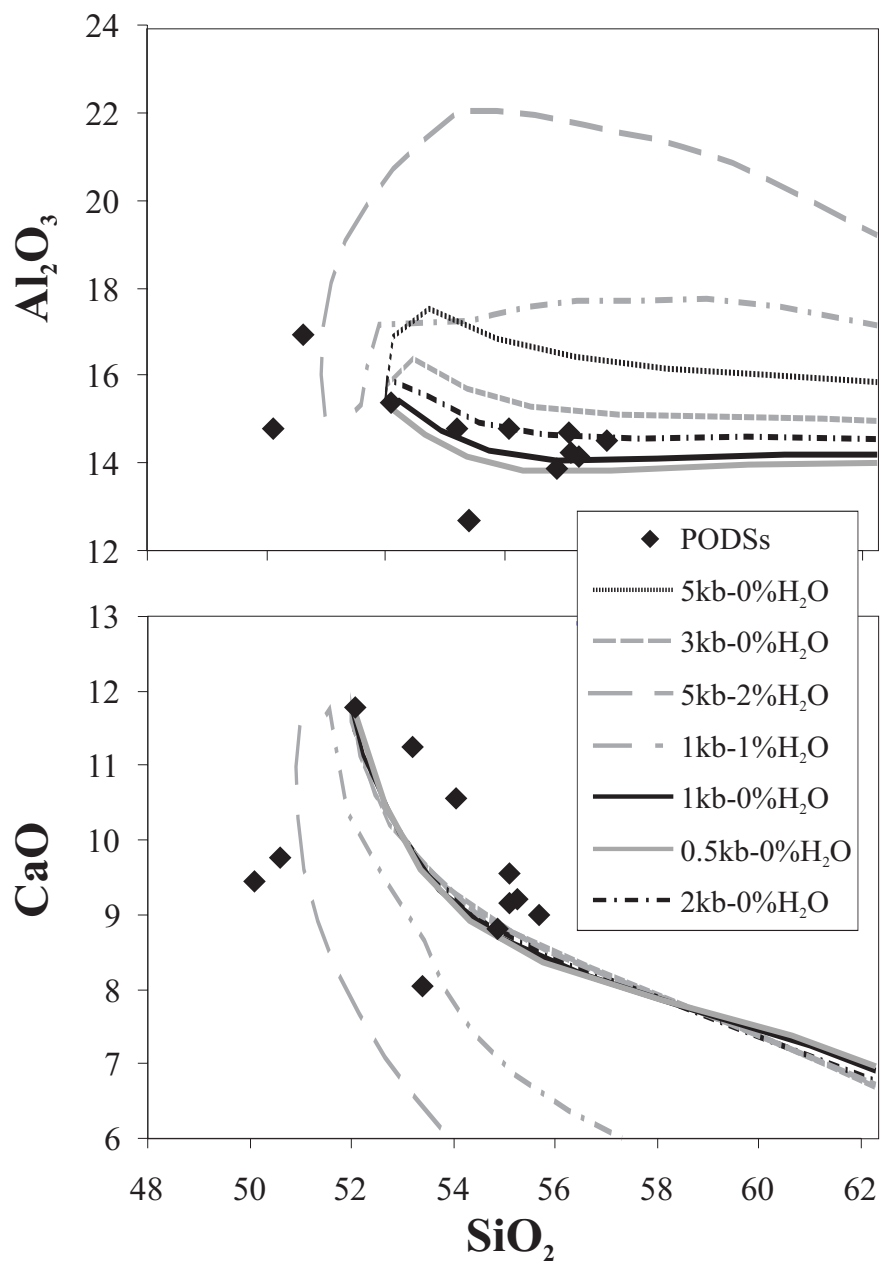 24
22
20
18
16
14
12
Al₂O₃
PODSs
5kb-0%H₂O
3kb-0%H₂O
5kb-2%H₂O
1kb-1%H₂O
1kb-0%H₂O
0.5kb-0%H₂O
2kb-0%H₂O
13
12
11
10
9
8
7
6
CaO
48 50 52 54 56 58 60 62
SiO₂